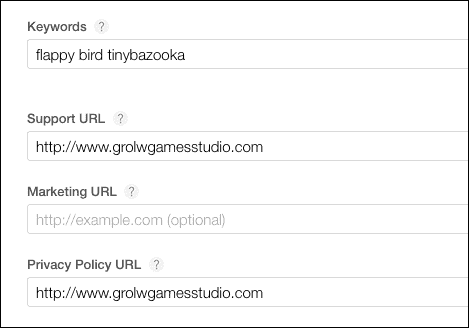 Keywords ?
flappy bird tinybazooka
Support URL ?
http://www.grolwgamesstudio.com
Marketing URL ?
http://example.com (optional)
Privacy Policy URL ?
http://www.grolwgamesstudio.com